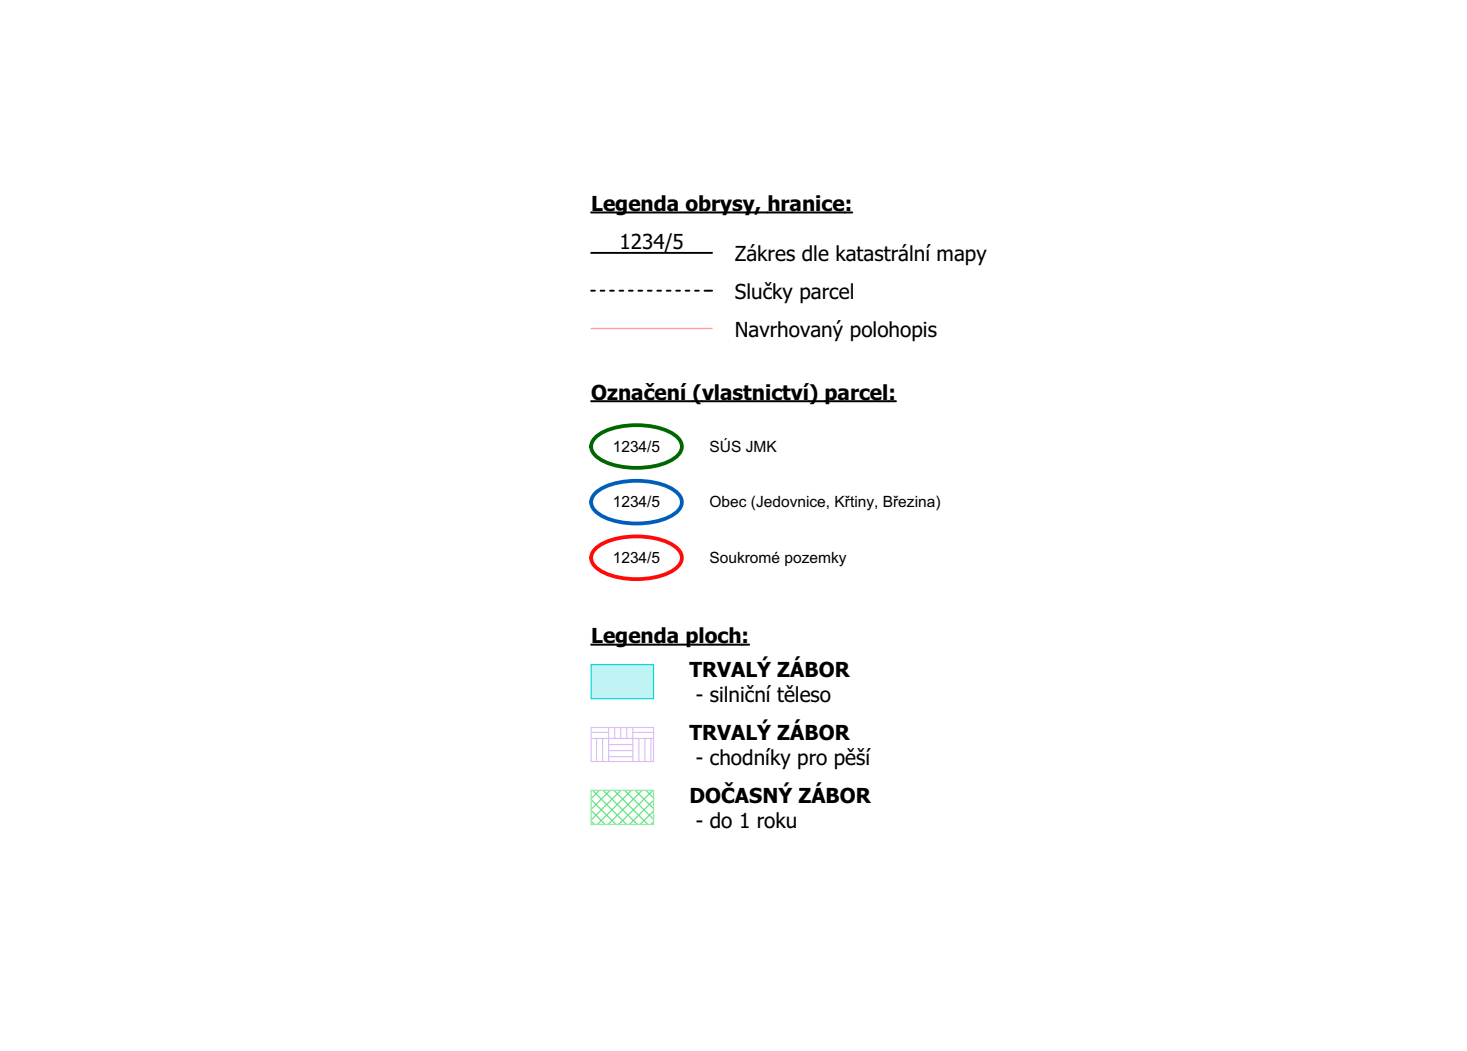 Legenda obrysy, hranice:
1234/5
Zákres dle katastrální mapy
Slučky parcel
Navrhovaný polohopis
Označení (vlastnictví) parcel:
1234/5 SÚS JMK
1234/5 Obec (Jedovnice, Křtiny, Březina)
1234/5 Soukromé pozemky
Legenda ploch:
TRVALÝ ZÁBOR
- silniční těleso
TRVALÝ ZÁBOR
- chodníky pro pěší
DOČASNÝ ZÁBOR
- do 1 roku